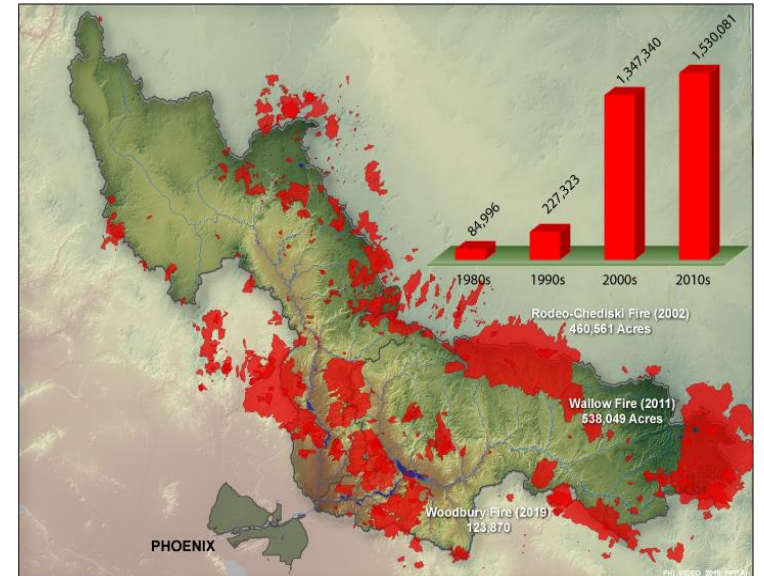 84,996
227,323
1,347,340
1,530,081
1980s 1990s 2000s 2010s
Rodeo-Chediski Fire (2002)
460,561 Acres
Wallow Fire (2011)
538,049 Acres
Woodbury Fire (2019)
123,870
PHOENIX